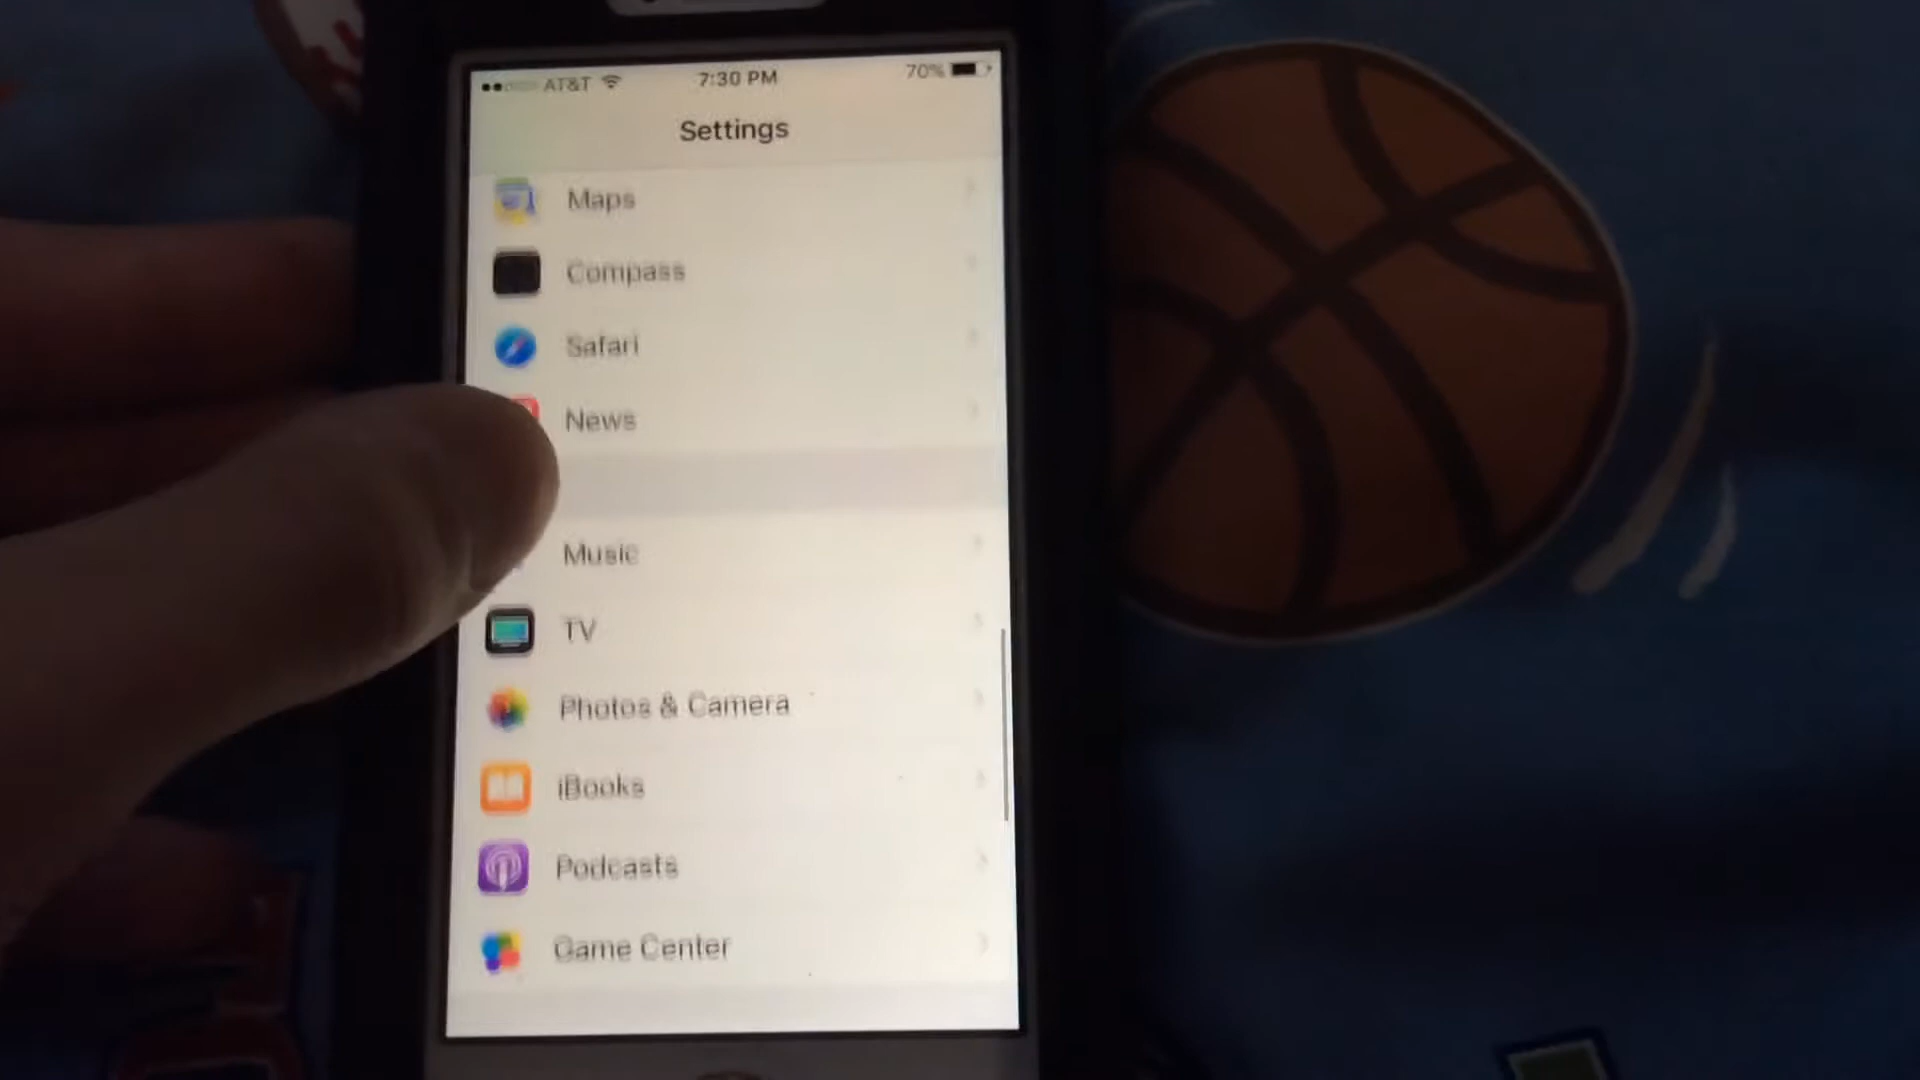 AT&T 7:30 PM 70%
Settings
Maps
Compass
Safari
News
Music
TV
Photos & Camera
iBooks
Podcasts
Game Center